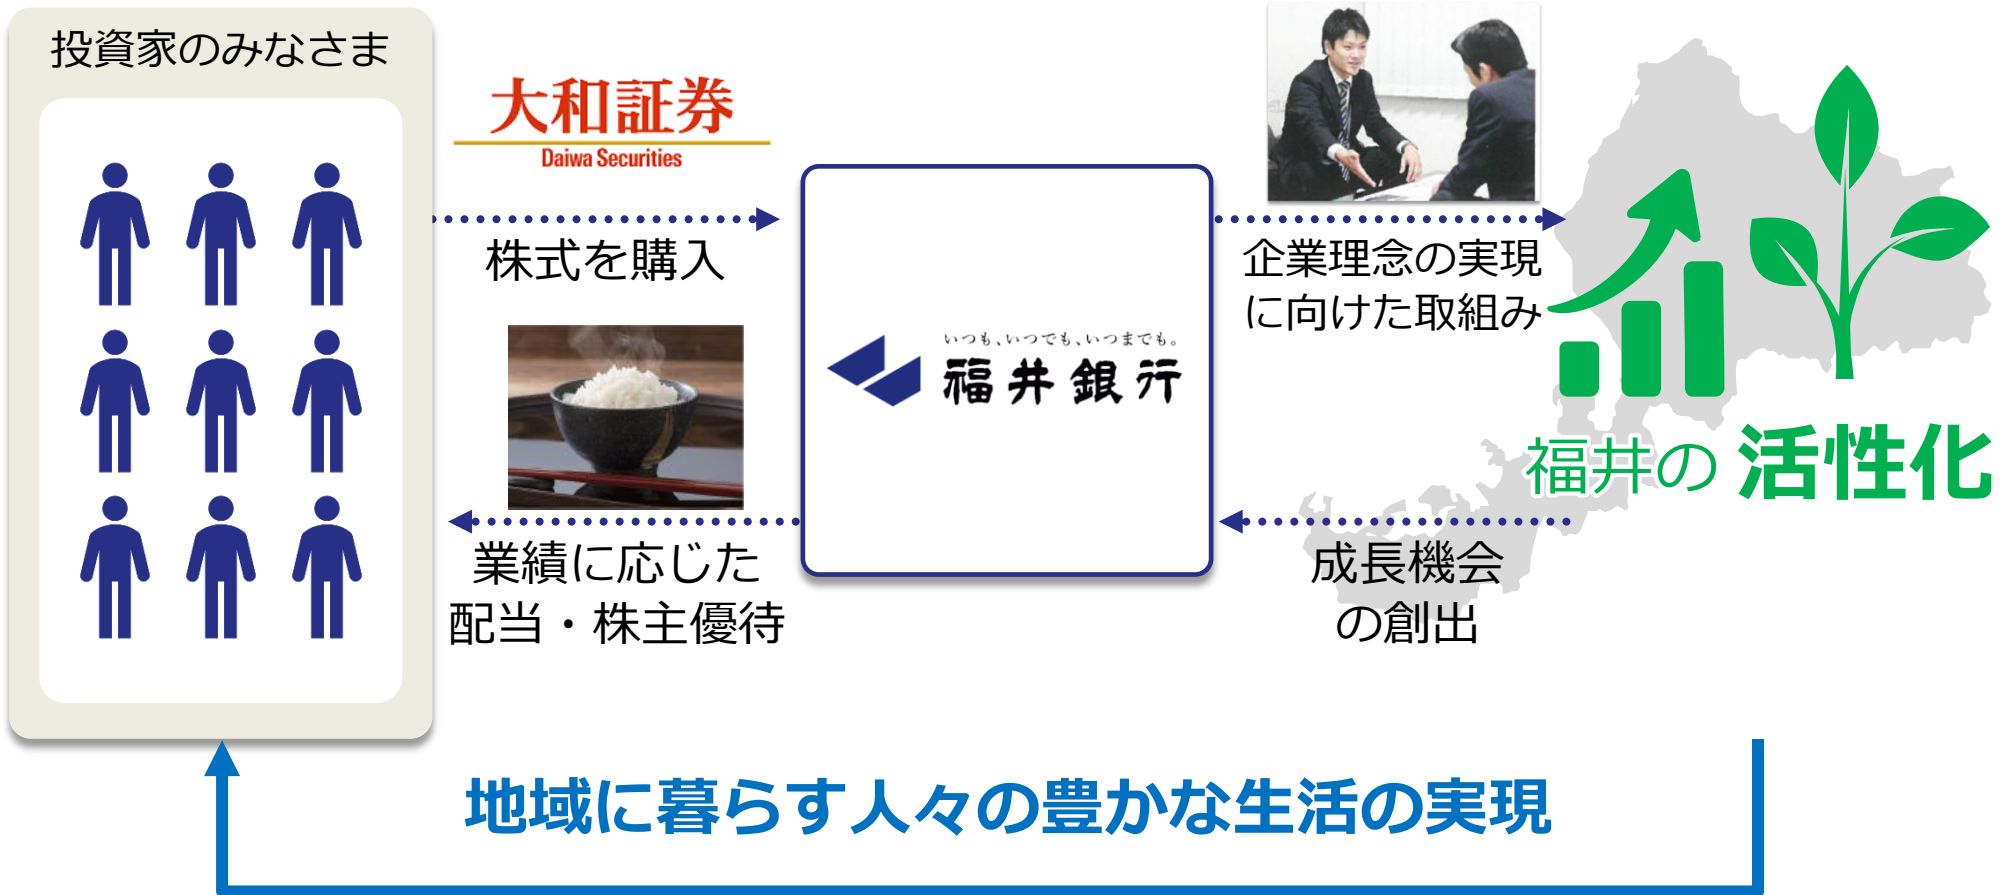 投資家のみなさま
大和証券
Daiwa Securities
株式を購入
業績に応じた
配当・株主優待
いつも、いつでも、いつまでも。
福井銀行
企業理念の実現
に向けた取組み
福井の 活性化
成長機会
の創出
地域に暮らす人々の豊かな生活の実現